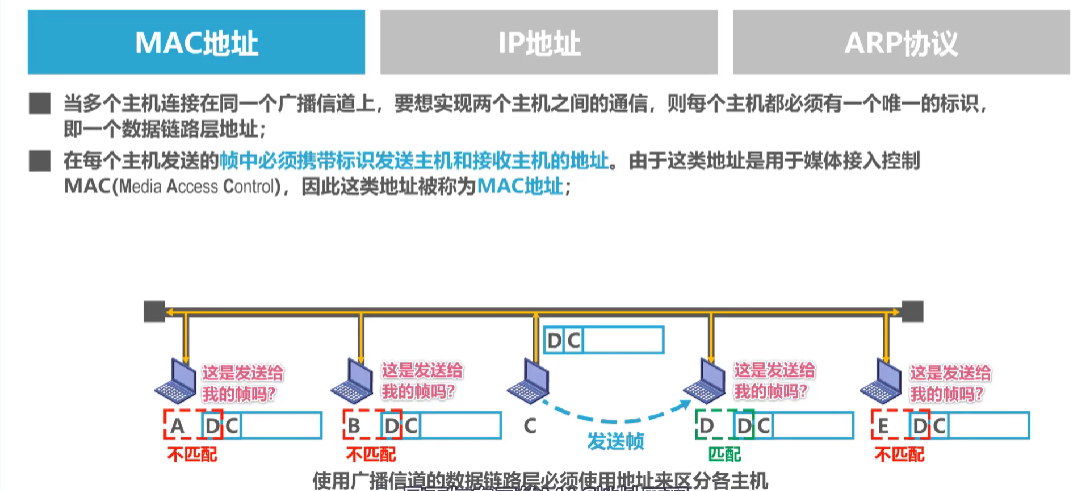 MAC地址
IP地址
ARP协议
当多个主机连接在同一个广播信道上，要想实现两个主机之间的通信，则每个主机都必须有一个唯一的标识，
即一个数据链路层地址；
在每个主机发送的帧中必须携带标识发送主机和接收主机的地址。由于这类地址是用于媒体接入控制
MAC(Media Access Control)，因此这类地址被称为MAC地址；
D C
这是发送给
我的帧吗？
这是发送给
我的帧吗？
这是发送给
我的帧吗？
这是发送给
我的帧吗？
A D C
B D C
C
发送帧
D D C
E D C
不匹配
不匹配
匹配
不匹配
使用广播信道的数据链路层必须使用地址来区分各主机